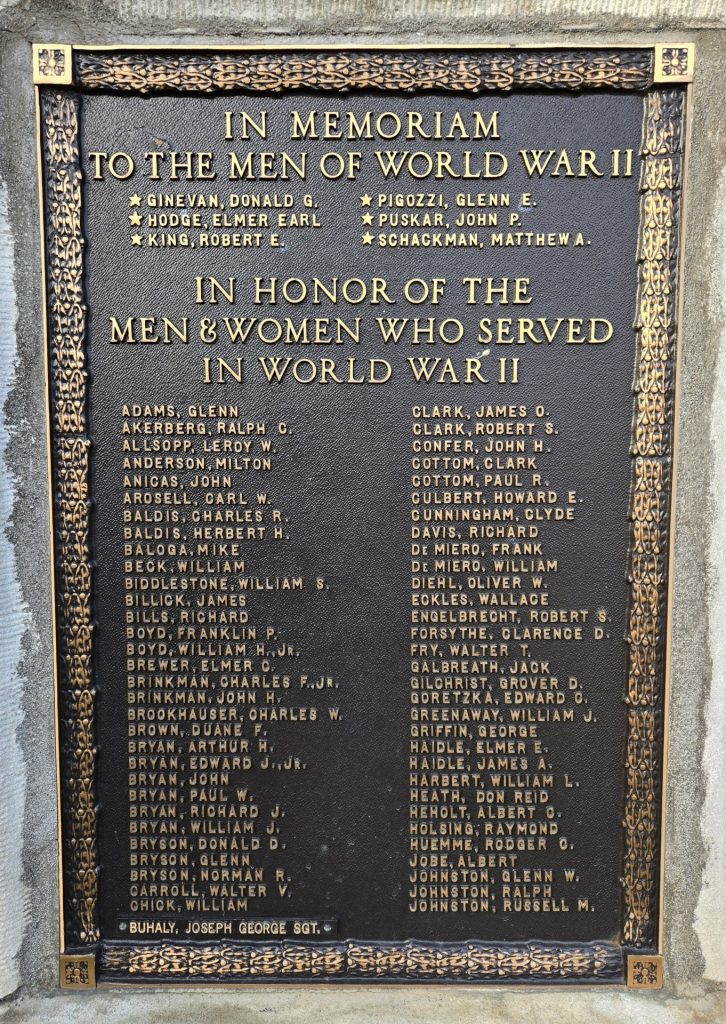 IN MEMORIAM
TO THE MEN OF WORLD WAR II
★GINEVAN, DONALD G.
★HODGE, ELMER EARL
★KING, ROBERT E.
★PIGOZZI, GLENN E.
★PUSKAR, JOHN P.
★SCHACKMAN, MATTHEW A.
IN HONOR OF THE
MEN & WOMEN WHO SERVED
IN WORLD WAR II
ADAMS, GLENN
AKERBERG, RALPH C.
ALLSOPP, LEROY W.
ANDERSON, MILTON
ANICAS, JOHN
AROSELL, CARL W.
BALDIS, CHARLES R.
BALDIS, HERBERT H.
BALOGA, MIKE
BECK, WILLIAM
BIDDLESTONE, WILLIAM S.
BILLICK, JAMES
BILLS, RICHARD
BOYD, FRANKLIN P.
BOYD, WILLIAM H., JR.
BREWER, ELMER C.
BRINKMAN, CHARLES F., JR.
BRINKMAN, JOHN H.
BROOKHAUSER, CHARLES W.
BROWN, DUANE F.
BRYAN, ARTHUR H.
BRYAN, EDWARD J., JR.
BRYAN, JOHN
BRYAN, PAUL W.
BRYAN, RICHARD J.
BRYAN, WILLIAM J.
BRYSON, DONALD D.
BRYSON, GLENN
BRYSON, NORMAN R.
CARROLL, WALTER V.
CHICK, WILLIAM
BUHALY, JOSEPH GEORGE SGT.
CLARK, JAMES O.
CLARK, ROBERT S.
CONFER, JOHN H.
COTTOM, CLARK
COTTOM, PAUL R.
CULBERT, HOWARD E.
CUNNINGHAM, CLYDE
DAVIS, RICHARD
DE MIERO, FRANK
DE MIERO, WILLIAM
DIEHL, OLIVER W.
ECKLES, WALLACE
ENGELBRECHT, ROBERT S.
FORSYTHE, CLARENCE D.
FRY, WALTER T.
GALBREATH, JACK
GILCHRIST, GROVER D.
GORETZKA, EDWARD C.
GREENAWAY, WILLIAM J.
GRIFFIN, GEORGE
HAIDLE, ELMER E.
HAIDLE, JAMES A.
HARBERT, WILLIAM L.
HEATH, DON REID
HEHOLT, ALBERT C.
HOLSING, RAYMOND
HUEMME, RODGER C.
JOBE, ALBERT
JOHNSTON, GLENN W.
JOHNSTON, RALPH
JOHNSTON, RUSSELL M.